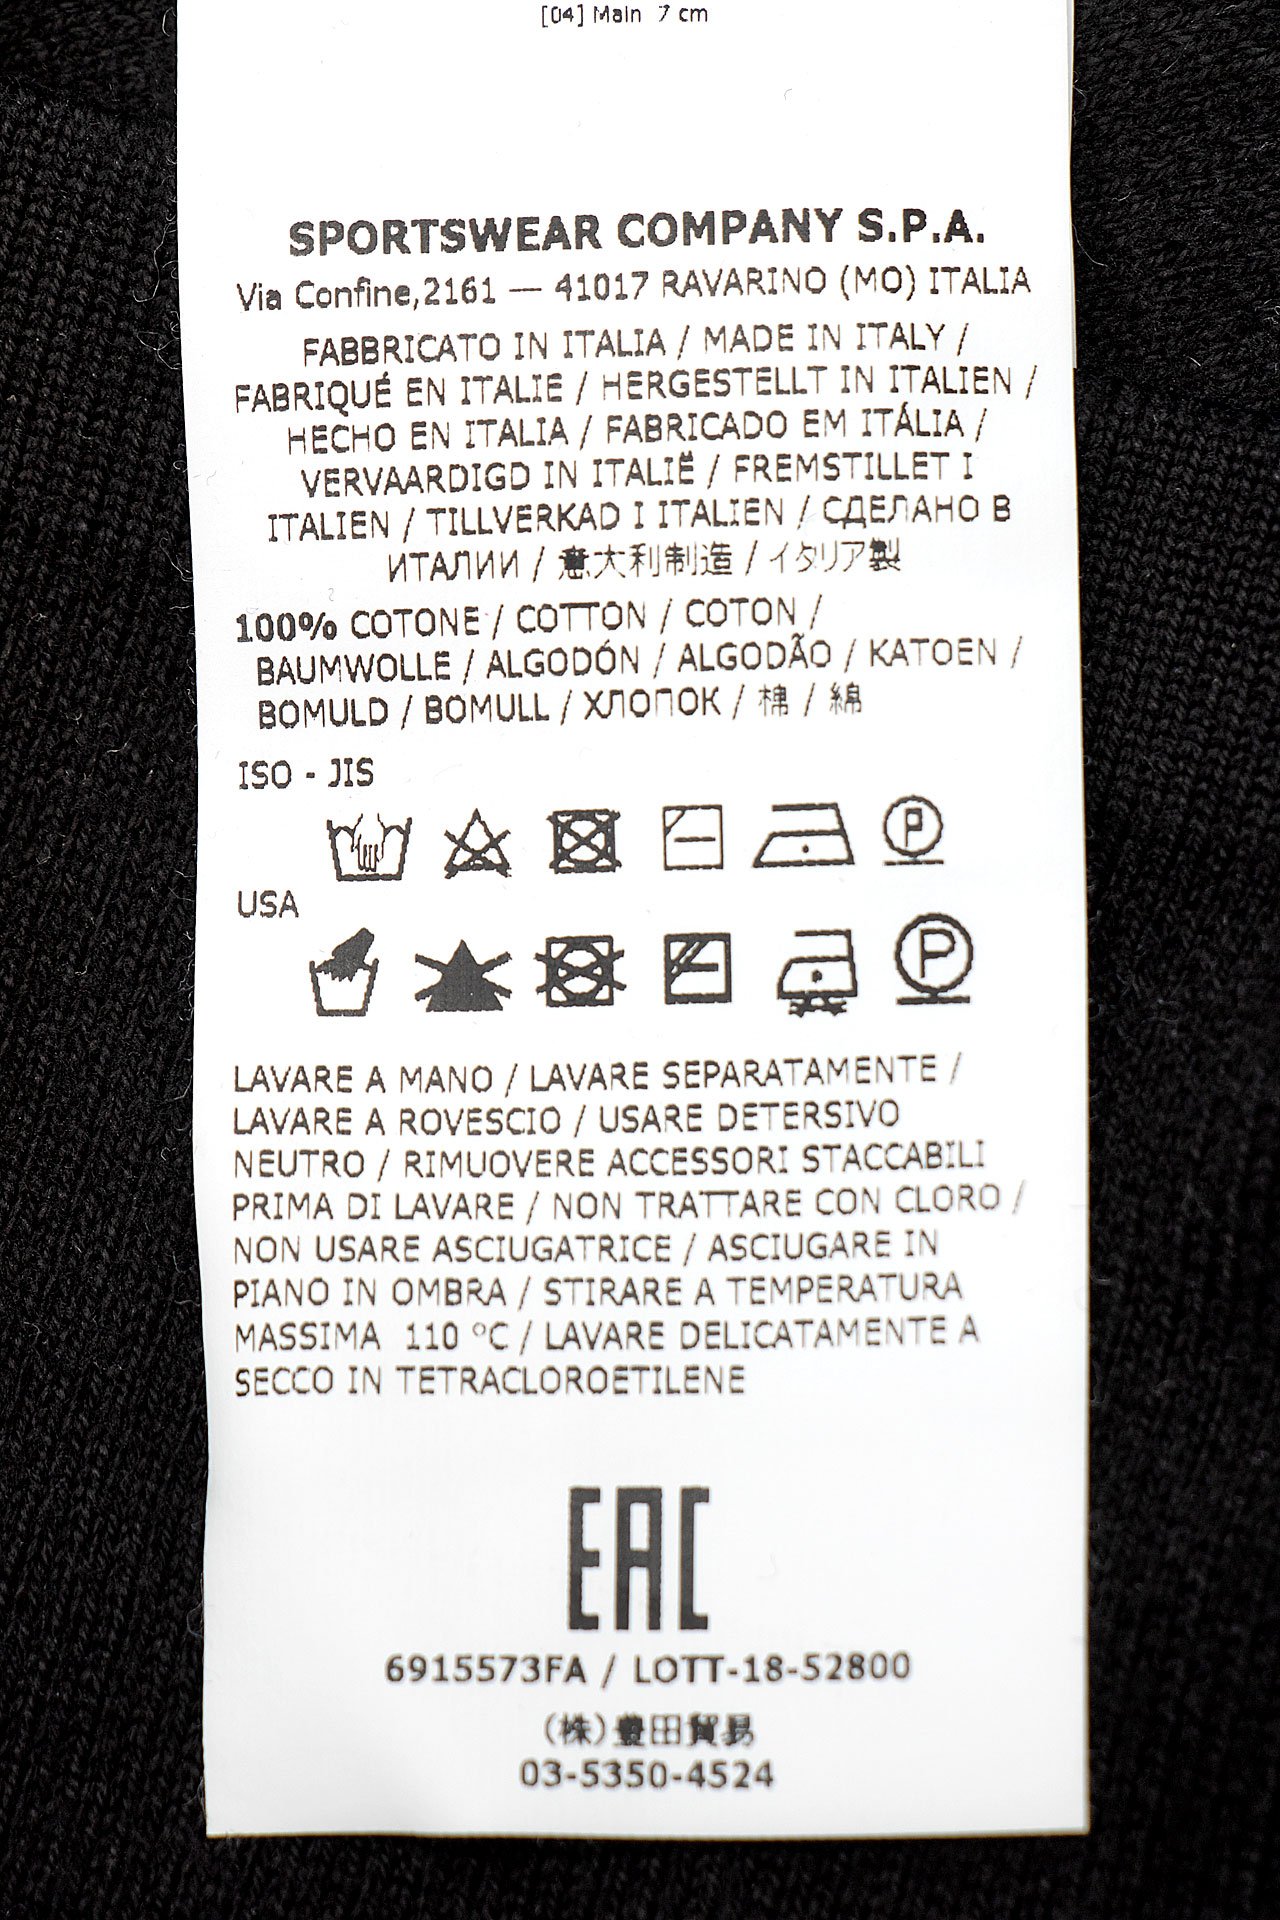 [04] Main  7 cm
SPORTSWEAR COMPANY S.P.A.
Via Confine,2161 — 41017 RAVARINO (MO) ITALIA
FABBRICATO IN ITALIA / MADE IN ITALY /
FABRIQUÉ EN ITALIE / HERGESTELLT IN ITALIEN /
HECHO EN ITALIA / FABRICADO EM ITÁLIA /
VERVAARDIGD IN ITALIË / FREMSTILLET I
ITALIEN / TILLVERKAD I ITALIEN / СДЕЛАНО В
ИТАЛИИ / 意大利制造 / イタリア製
100% COTONE / COTTON / COTON /
BAUMWOLLE / ALGODÓN / ALGODÃO / KATOEN /
BOMULD / BOMULL / ХЛОПОК / 棉 / 綿
ISO - JIS
P
USA
P
LAVARE A MANO / LAVARE SEPARATAMENTE /
LAVARE A ROVESCIO / USARE DETERSIVO
NEUTRO / RIMUOVERE ACCESSORI STACCABILI
PRIMA DI LAVARE / NON TRATTARE CON CLORO /
NON USARE ASCIUGATRICE / ASCIUGARE IN
PIANO IN OMBRA / STIRARE A TEMPERATURA
MASSIMA  110 °C / LAVARE DELICATAMENTE A
SECCO IN TETRACLOROETILENE
EAC
6915573FA / LOTT-18-52800
(株)豊田貿易
03-5350-4524